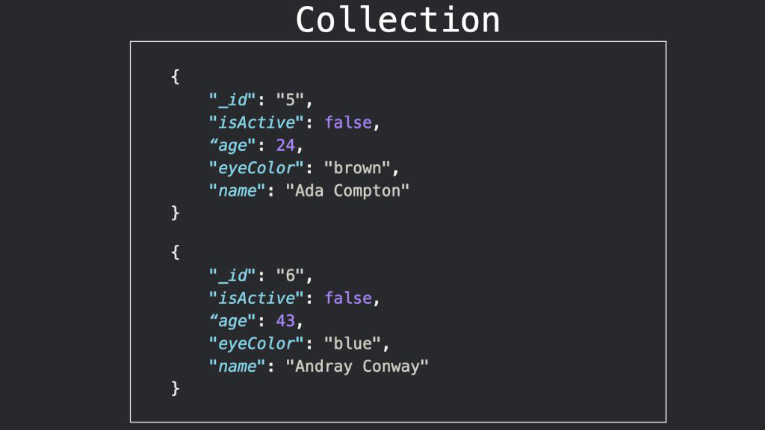 Collection
{
"_id": "5",
"isActive": false,
“age": 24,
"eyeColor": "brown",
"name": "Ada Compton"
}
{
"_id": "6",
"isActive": false,
“age": 43,
"eyeColor": "blue",
"name": "Andray Conway"
}